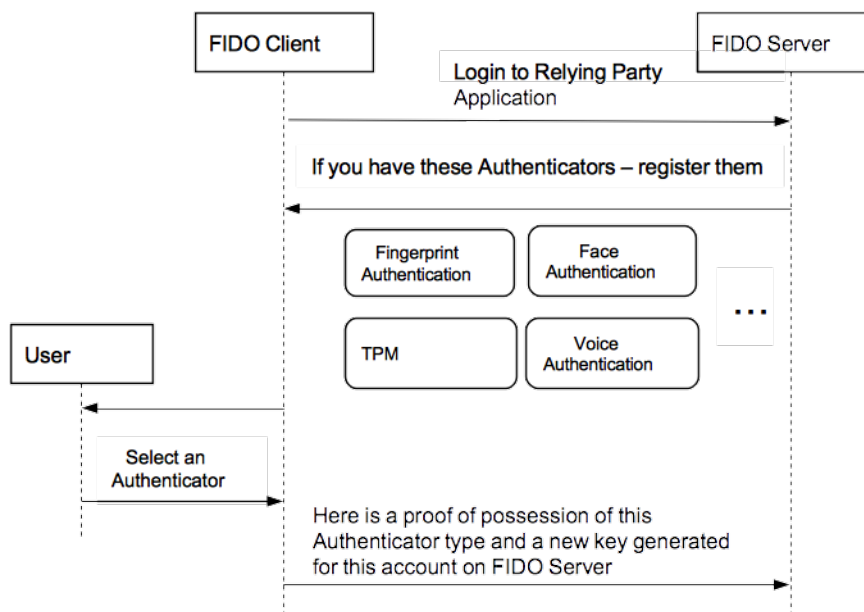 FIDO Client
FIDO Server
Login to Relying Party
Application
If you have these Authenticators – register them
Fingerprint
Authentication
Face
Authentication
...
TPM
Voice
Authentication
User
Select an
Authenticator
Here is a proof of possession of this
Authenticator type and a new key generated
for this account on FIDO Server